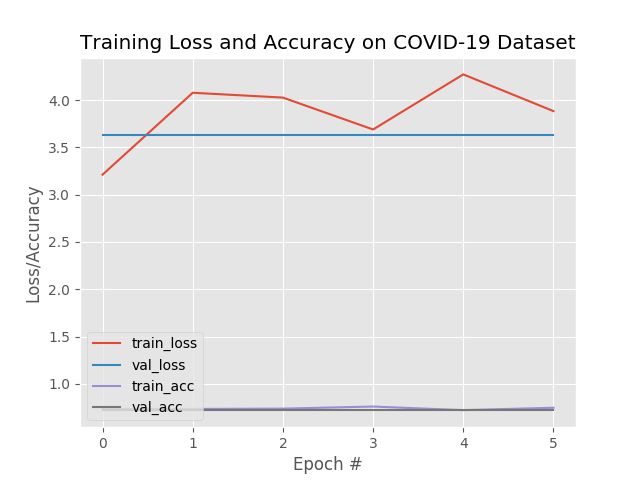 Training Loss and Accuracy on COVID-19 Dataset
4.0
3.5
3.0
2.5
2.0
1.5
1.0
Loss/Accuracy
train_loss
val_loss
train_acc
val_acc
0 1 2 3 4 5
Epoch #